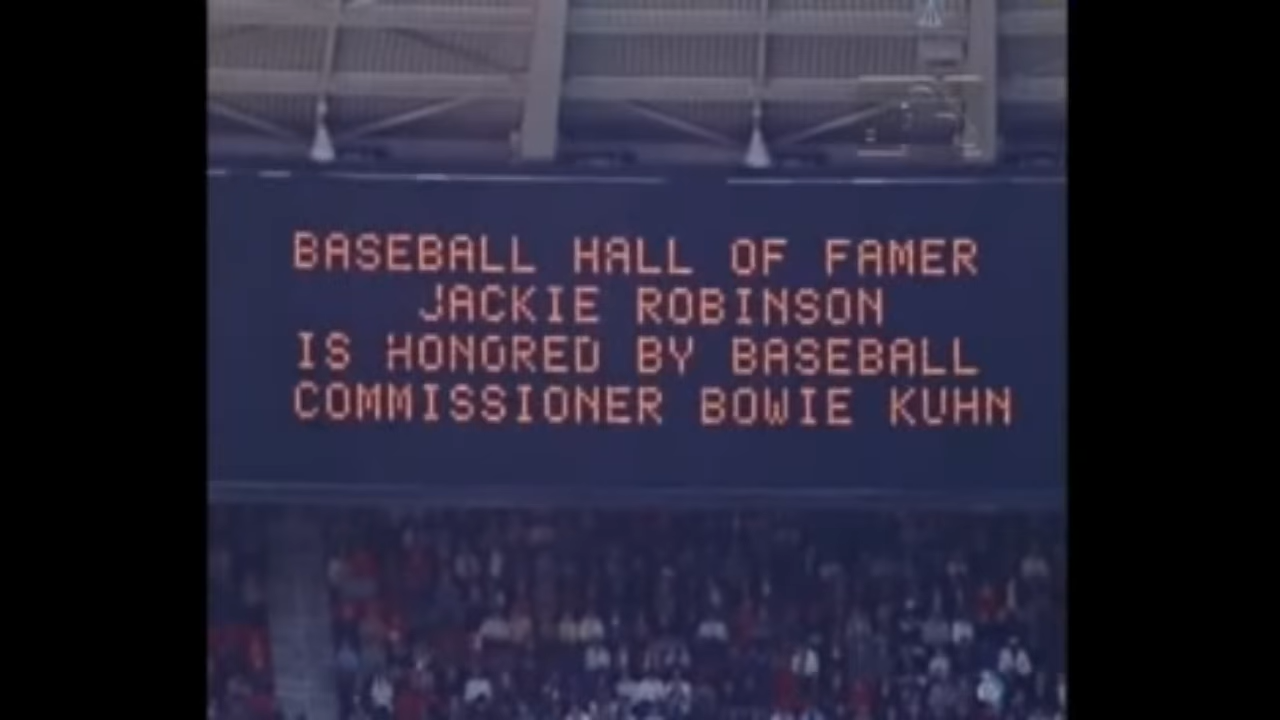 BASEBALL HALL OF FAMER
JACKIE ROBINSON
IS HONORED BY BASEBALL
COMMISSIONER BOWIE KUHN